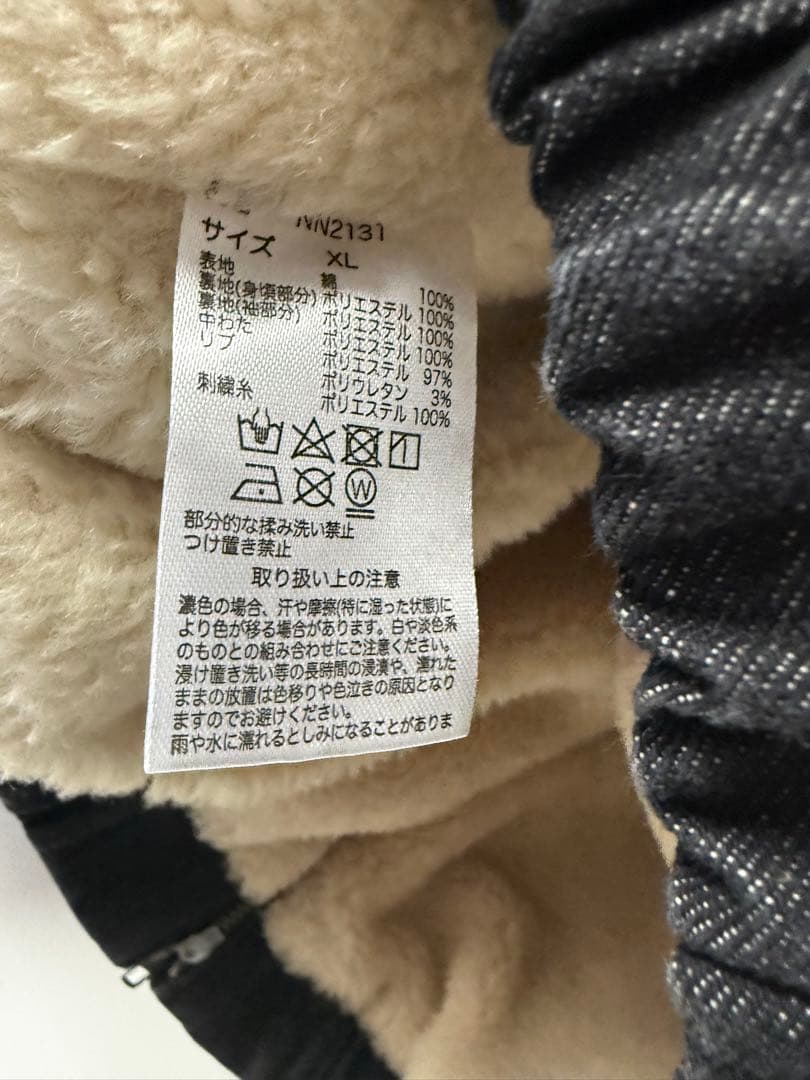 NN2131
サイズ XL
表地 綿 100%
裏地(身頃部分) ポリエステル 100%
裏地(袖部分) ポリエステル 100%
中わた ポリエステル 100%
リブ ポリエステル 97%
ポリウレタン 3%
刺繍糸 ポリエステル 100%
W
部分的な揉み洗い禁止
つけ置き禁止
取り扱い上の注意
濃色の場合、汗や摩擦(特に湿った状態)に
より色が移る場合があります。白や淡色系
のものとの組み合わせにご注意ください。
浸け置き洗い等の長時間の浸漬や、濡れた
ままの放置は色移りや色泣きの原因となり
ますのでお避けください。
雨や水に濡れるとしみになることがありま